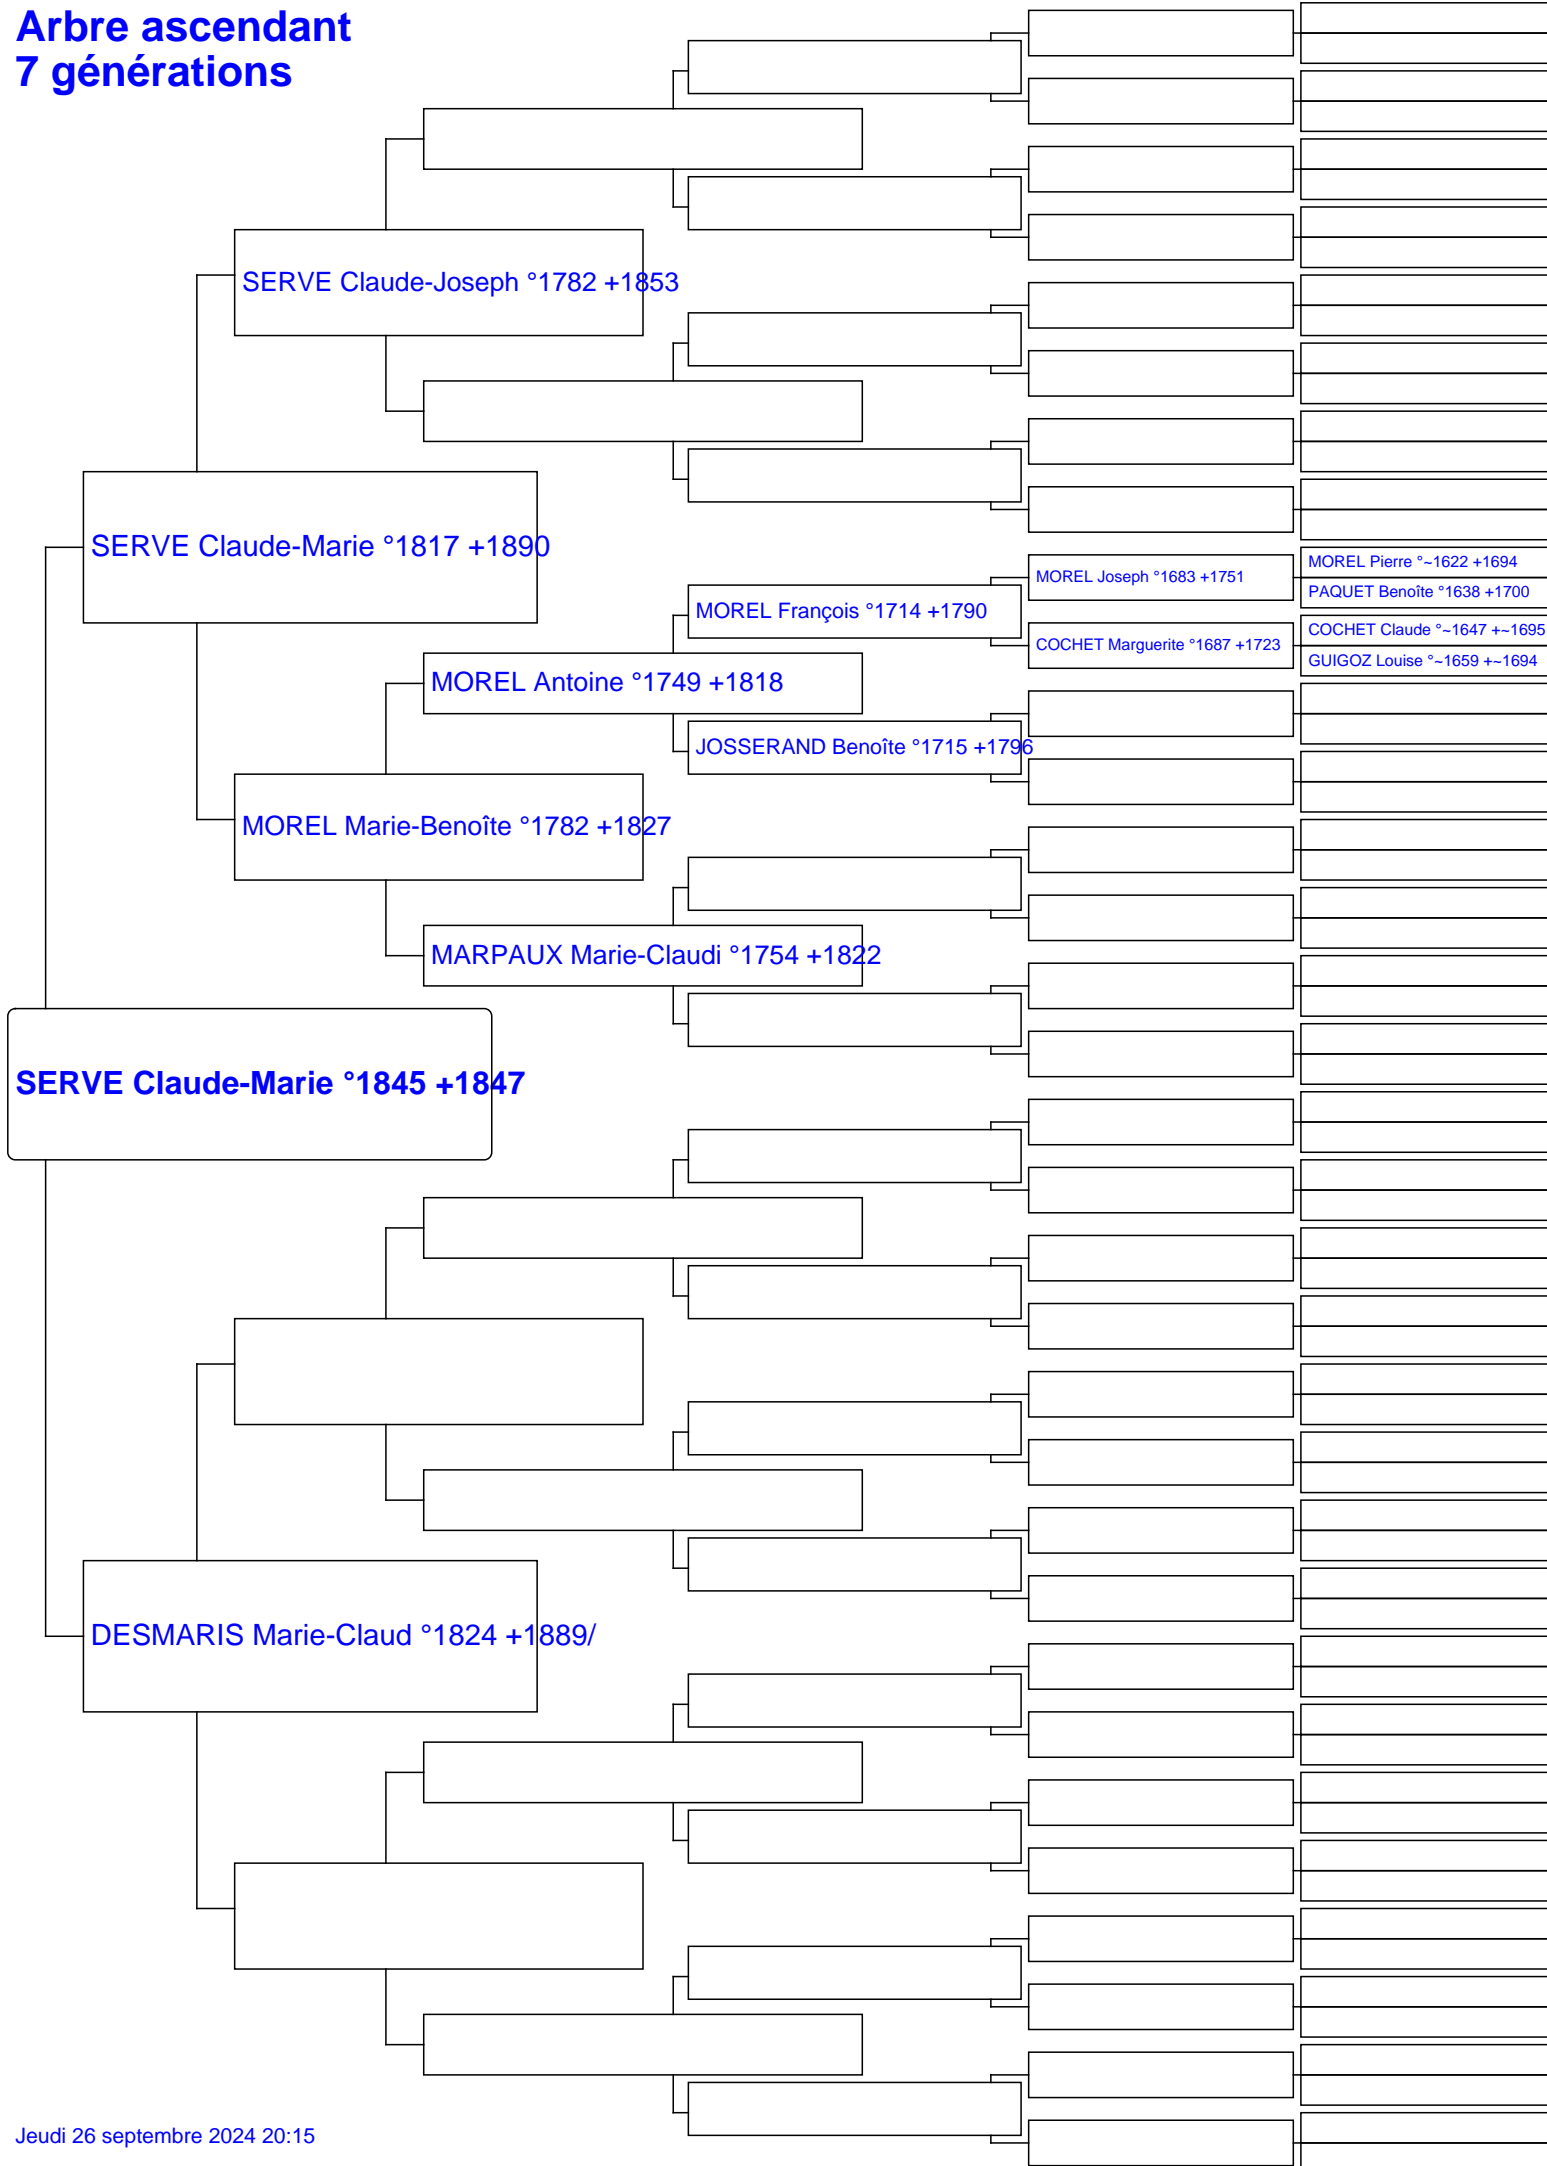 Arbre ascendant
7 générations
SERVE Claude-Joseph °1782 +1853
SERVE Claude-Marie °1817 +1890
MOREL Pierre °~1622 +1694
MOREL Joseph °1683 +1751
PAQUET Benoîte °1638 +1700
MOREL François °1714 +1790
COCHET Claude °~1647 +~1695
COCHET Marguerite °1687 +1723
GUIGOZ Louise °~1659 +~1694
MOREL Antoine °1749 +1818
JOSSERAND Benoîte °1715 +1796
MOREL Marie-Benoîte °1782 +1827
MARPAUX Marie-Claudi °1754 +1822
SERVE Claude-Marie °1845 +1847
DESMARIS Marie-Claud °1824 +1889/
Jeudi 26 septembre 2024 20:15